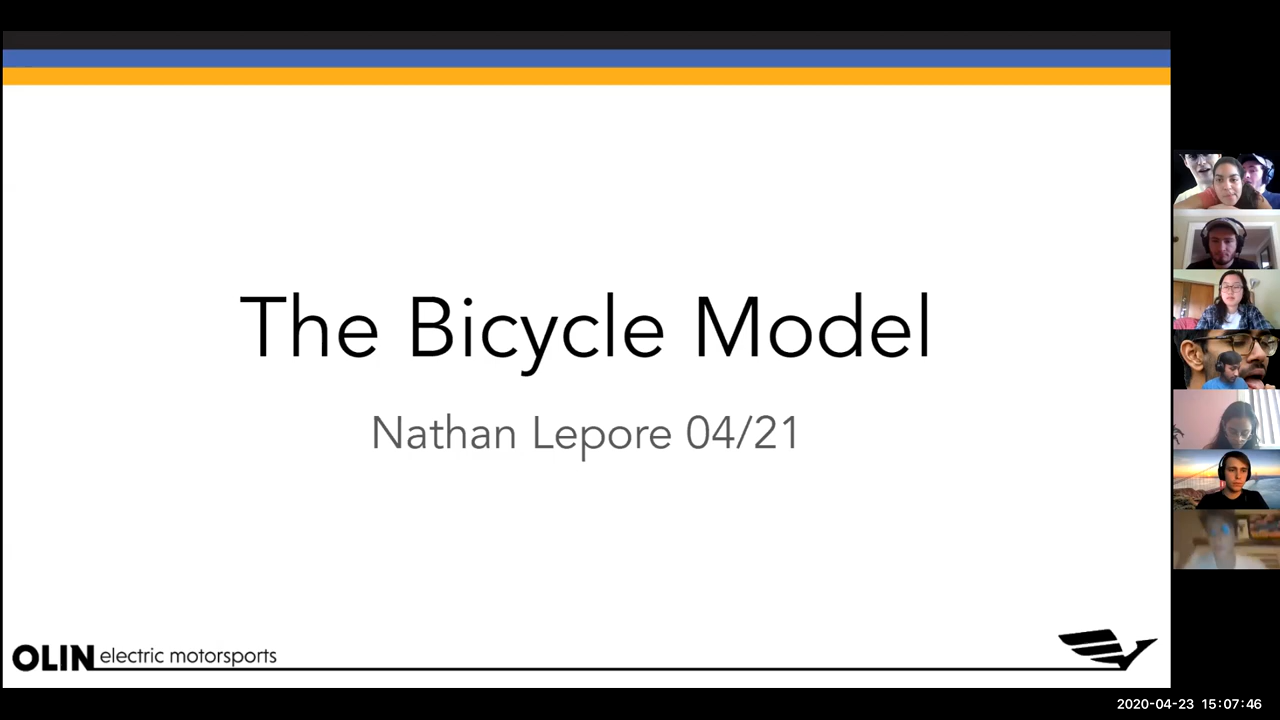 The Bicycle Model
Nathan Lepore 04/21
OLIN electric motorsports
2020-04-23 15:07:46